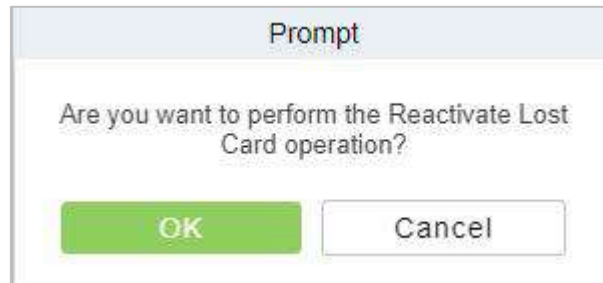 Prompt
Are you want to perform the Reactivate Lost
Card operation?
OK
Cancel